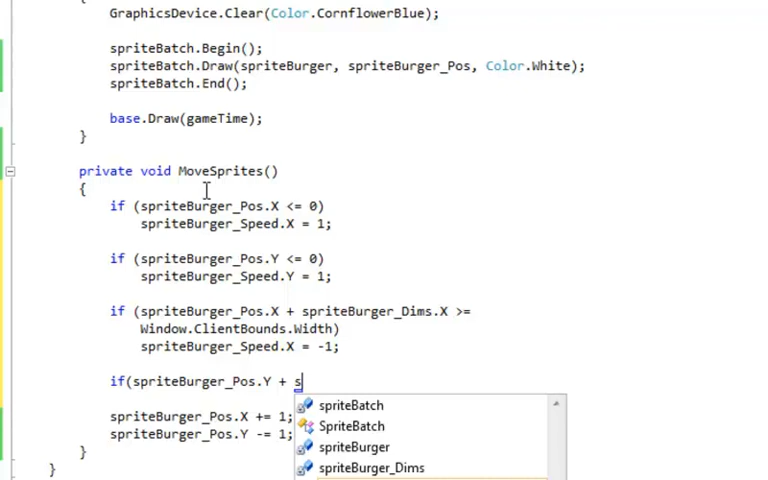 {
GraphicsDevice.Clear(Color.CornflowerBlue);
spriteBatch.Begin();
spriteBatch.Draw(spriteBurger, spriteBurger_Pos, Color.White);
spriteBatch.End();
base.Draw(gameTime);
}
private void MoveSprites()
{
if (spriteBurger_Pos.X <= 0)
spriteBurger_Speed.X = 1;
if (spriteBurger_Pos.Y <= 0)
spriteBurger_Speed.Y = 1;
if (spriteBurger_Pos.X + spriteBurger_Dims.X >=
Window.ClientBounds.Width)
spriteBurger_Speed.X = -1;
if(spriteBurger_Pos.Y + s
spriteBatch
spriteBurger_Pos.X += 1;
SpriteBatch
spriteBurger_Pos.Y -= 1;
spriteBurger
}
spriteBurger_Dims
}